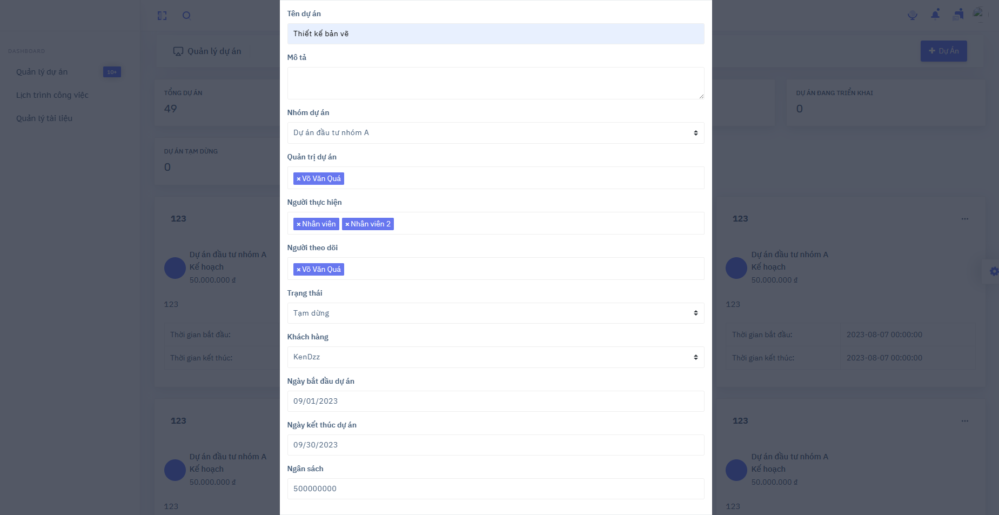 DASHBOARD
Quản lý dự án
10+
Lịch trình công việc
Quản lý tài liệu
Quản lý dự án
+ Dự Án
TỔNG DỰ ÁN
49
DỰ ÁN ĐANG TRIỂN KHAI
0
DỰ ÁN TẠM DỪNG
0
123
Dự án đầu tư nhóm A
Kế hoạch
50.000.000 ₫
123
Thời gian bắt đầu:
Thời gian kết thúc:
123
Dự án đầu tư nhóm A
Kế hoạch
50.000.000 ₫
123
Tên dự án
Thiết kế bản vẽ
Mô tả
Nhóm dự án
Dự án đầu tư nhóm A
Quản trị dự án
×Võ Văn Quá
Người thực hiện
×Nhân viên ×Nhân viên 2
Người theo dõi
×Võ Văn Quá
Trạng thái
Tạm dừng
Khách hàng
KenDzz
Ngày bắt đầu dự án
09/01/2023
Ngày kết thúc dự án
09/30/2023
Ngân sách
500000000
123
Dự án đầu tư nhóm A
Kế hoạch
50.000.000 ₫
123
Thời gian bắt đầu: 2023-08-07 00:00:00
Thời gian kết thúc: 2023-08-07 00:00:00
123
Dự án đầu tư nhóm A
Kế hoạch
50.000.000 ₫
123